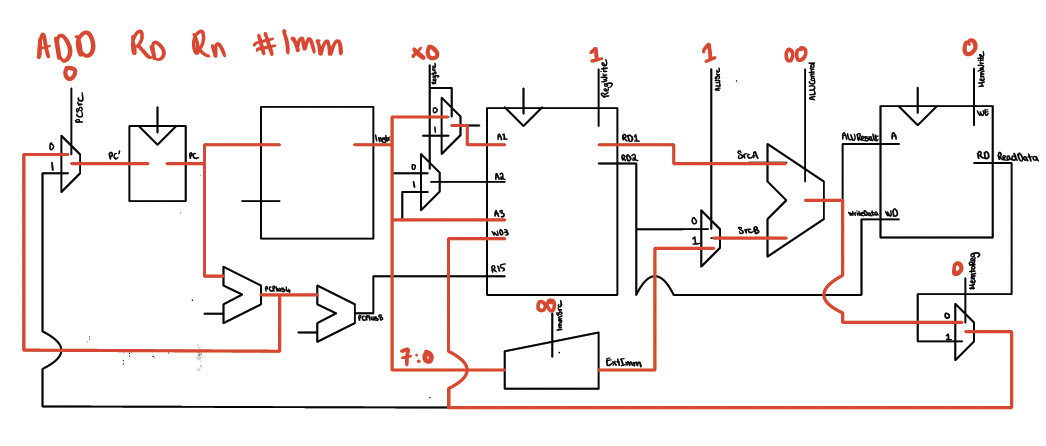 ADD RD Rn #Imm
0
x0
1
1
00
0
PCSrc
RegSrc
RegWrite
ALUSrc
ALUControl
MemWrite
0
1
PC'
PC
Instr
0
1
0
1
A1
A2
A3
WD3
R15
RD1
RD2
SrcA
SrcB
0
1
ALUResult
WriteData
A
WD
WE
RD
ReadData
PCPlus4
PCPlus8
00
ImmSrc
7:0
ExtImm
0
MemtoReg
0
1